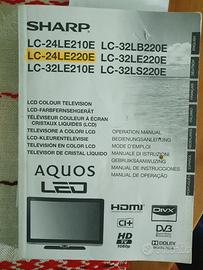 SHARP
LC-24LE210E LC-32LB220E
LC-24LE220E LC-32LE220E
LC-32LE210E LC-32LS220E
LCD COLOUR TELEVISION
LCD-FARBFERNSEHGERÄT
TÉLÉVISEUR COULEUR À ÉCRAN
CRISTAUX LIQUIDES (LCD)
TELEVISORE A COLORI LCD
LCD-KLEURENTELEVISIE
TELEVISIÓN EN COLOR LCD
TELEVISOR DE CRISTAL LÍQUIDO
OPERATION MANUAL
BEDIENUNGSANLEITUNG
MODE D'EMPLOI
MANUALE DI ISTRUZIONI
GEBRUIKSAANWIJZING
MANUAL DE INSTRUCCIONES
MANUAL DE OPERAÇÃO
AQUOS
LED
HDMI
DIVX
CI+
HD
TV
1080p
DVB
DOLBY